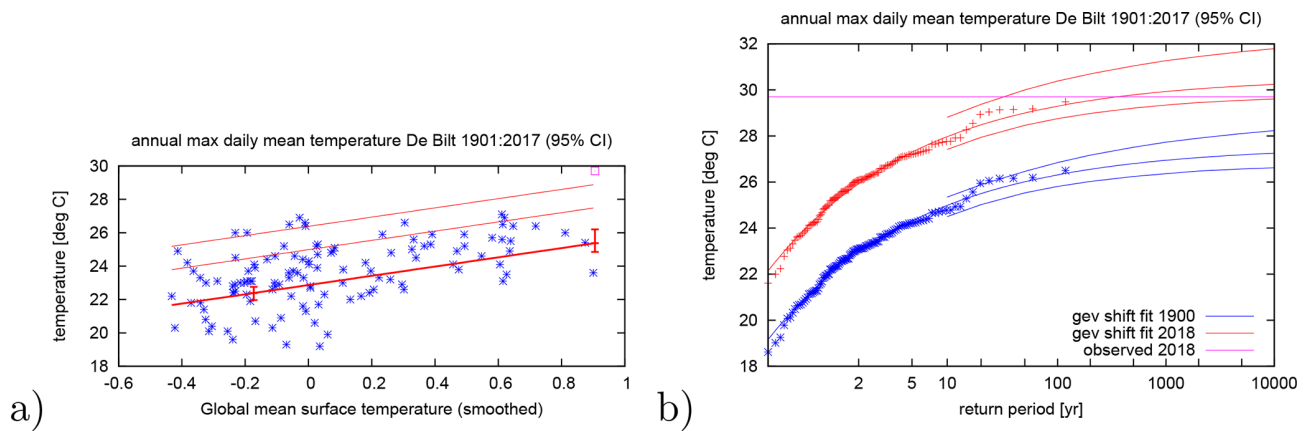 annual max daily mean temperature De Bilt 1901:2017 (95% CI)
30
28
26
24
22
20
18
temperature [deg C]
-0.6
-0.4
-0.2
0
0.2
0.4
0.6
0.8
1
Global mean surface temperature (smoothed)
a)
annual max daily mean temperature De Bilt 1901:2017 (95% CI)
32
30
28
26
24
22
20
18
temperature [deg C]
gev shift fit 1900
gev shift fit 2018
observed 2018
2
5
10
100
1000
10000
return period [yr]
b)